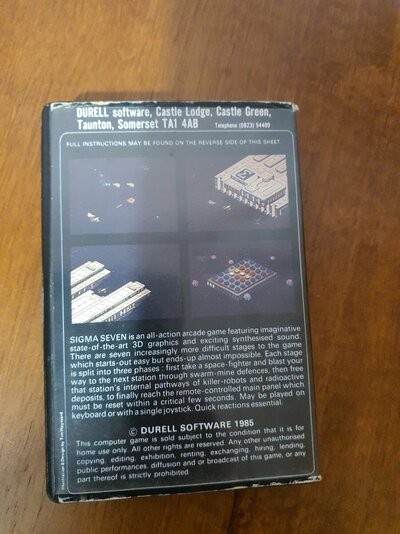 DURELL software, Castle Lodge, Castle Green,
Taunton, Somerset TA1 4AB Telephone (0823) 54489
FULL INSTRUCTIONS MAY BE FOUND ON THE REVERSE SIDE OF THIS SHEET.
SIGMA SEVEN is an all-action arcade game featuring imaginative
state-of-the-art 3D graphics and exciting synthesised sound.
There are seven increasingly more difficult stages to the game
which starts-out easy but ends-up almost impossible. Each stage
is split into three phases : first take a space-fighter and blast your
way to the next station through swarm-mine defences, then free
that station's internal pathways of killer-robots and radioactive
deposits, to finally reach the remote-controlled main panel which
must be reset within a critical few seconds. May be played on
keyboard or with a single joystick. Quick reactions essential.
© DURELL SOFTWARE 1985
This computer game is sold subject to the condition that it is for
home use only. All other rights are reserved. Any other unauthorised
copying, editing, exhibition, renting, exchanging, hiring, lending,
public performances, diffusion and or broadcast of this game, or any
part thereof is strictly prohibited.
Illustration & Design by